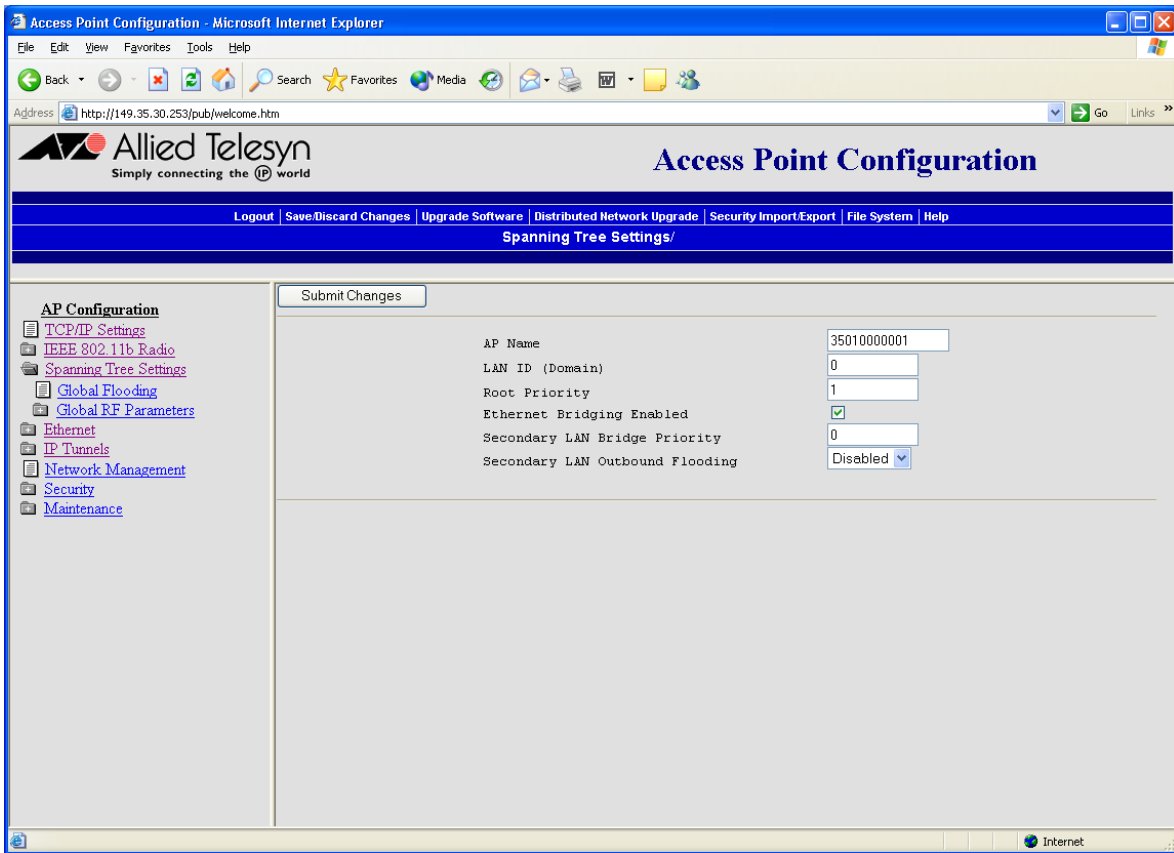 Access Point Configuration - Microsoft Internet Explorer
File Edit View Favorites Tools Help
Back Search Favorites Media
Address http://149.35.30.253/pub/welcome.htm Go Links »
Allied Telesyn
Simply connecting the IP world
Access Point Configuration
Logout | Save/Discard Changes | Upgrade Software | Distributed Network Upgrade | Security Import/Export | File System | Help
Spanning Tree Settings/
AP Configuration
TCP/IP Settings
IEEE 802.11b Radio
Spanning Tree Settings
Global Flooding
Global RF Parameters
Ethernet
IP Tunnels
Network Management
Security
Maintenance
Submit Changes
AP Name 35010000001
LAN ID (Domain) 0
Root Priority 1
Ethernet Bridging Enabled
Secondary LAN Bridge Priority 0
Secondary LAN Outbound Flooding Disabled
Internet